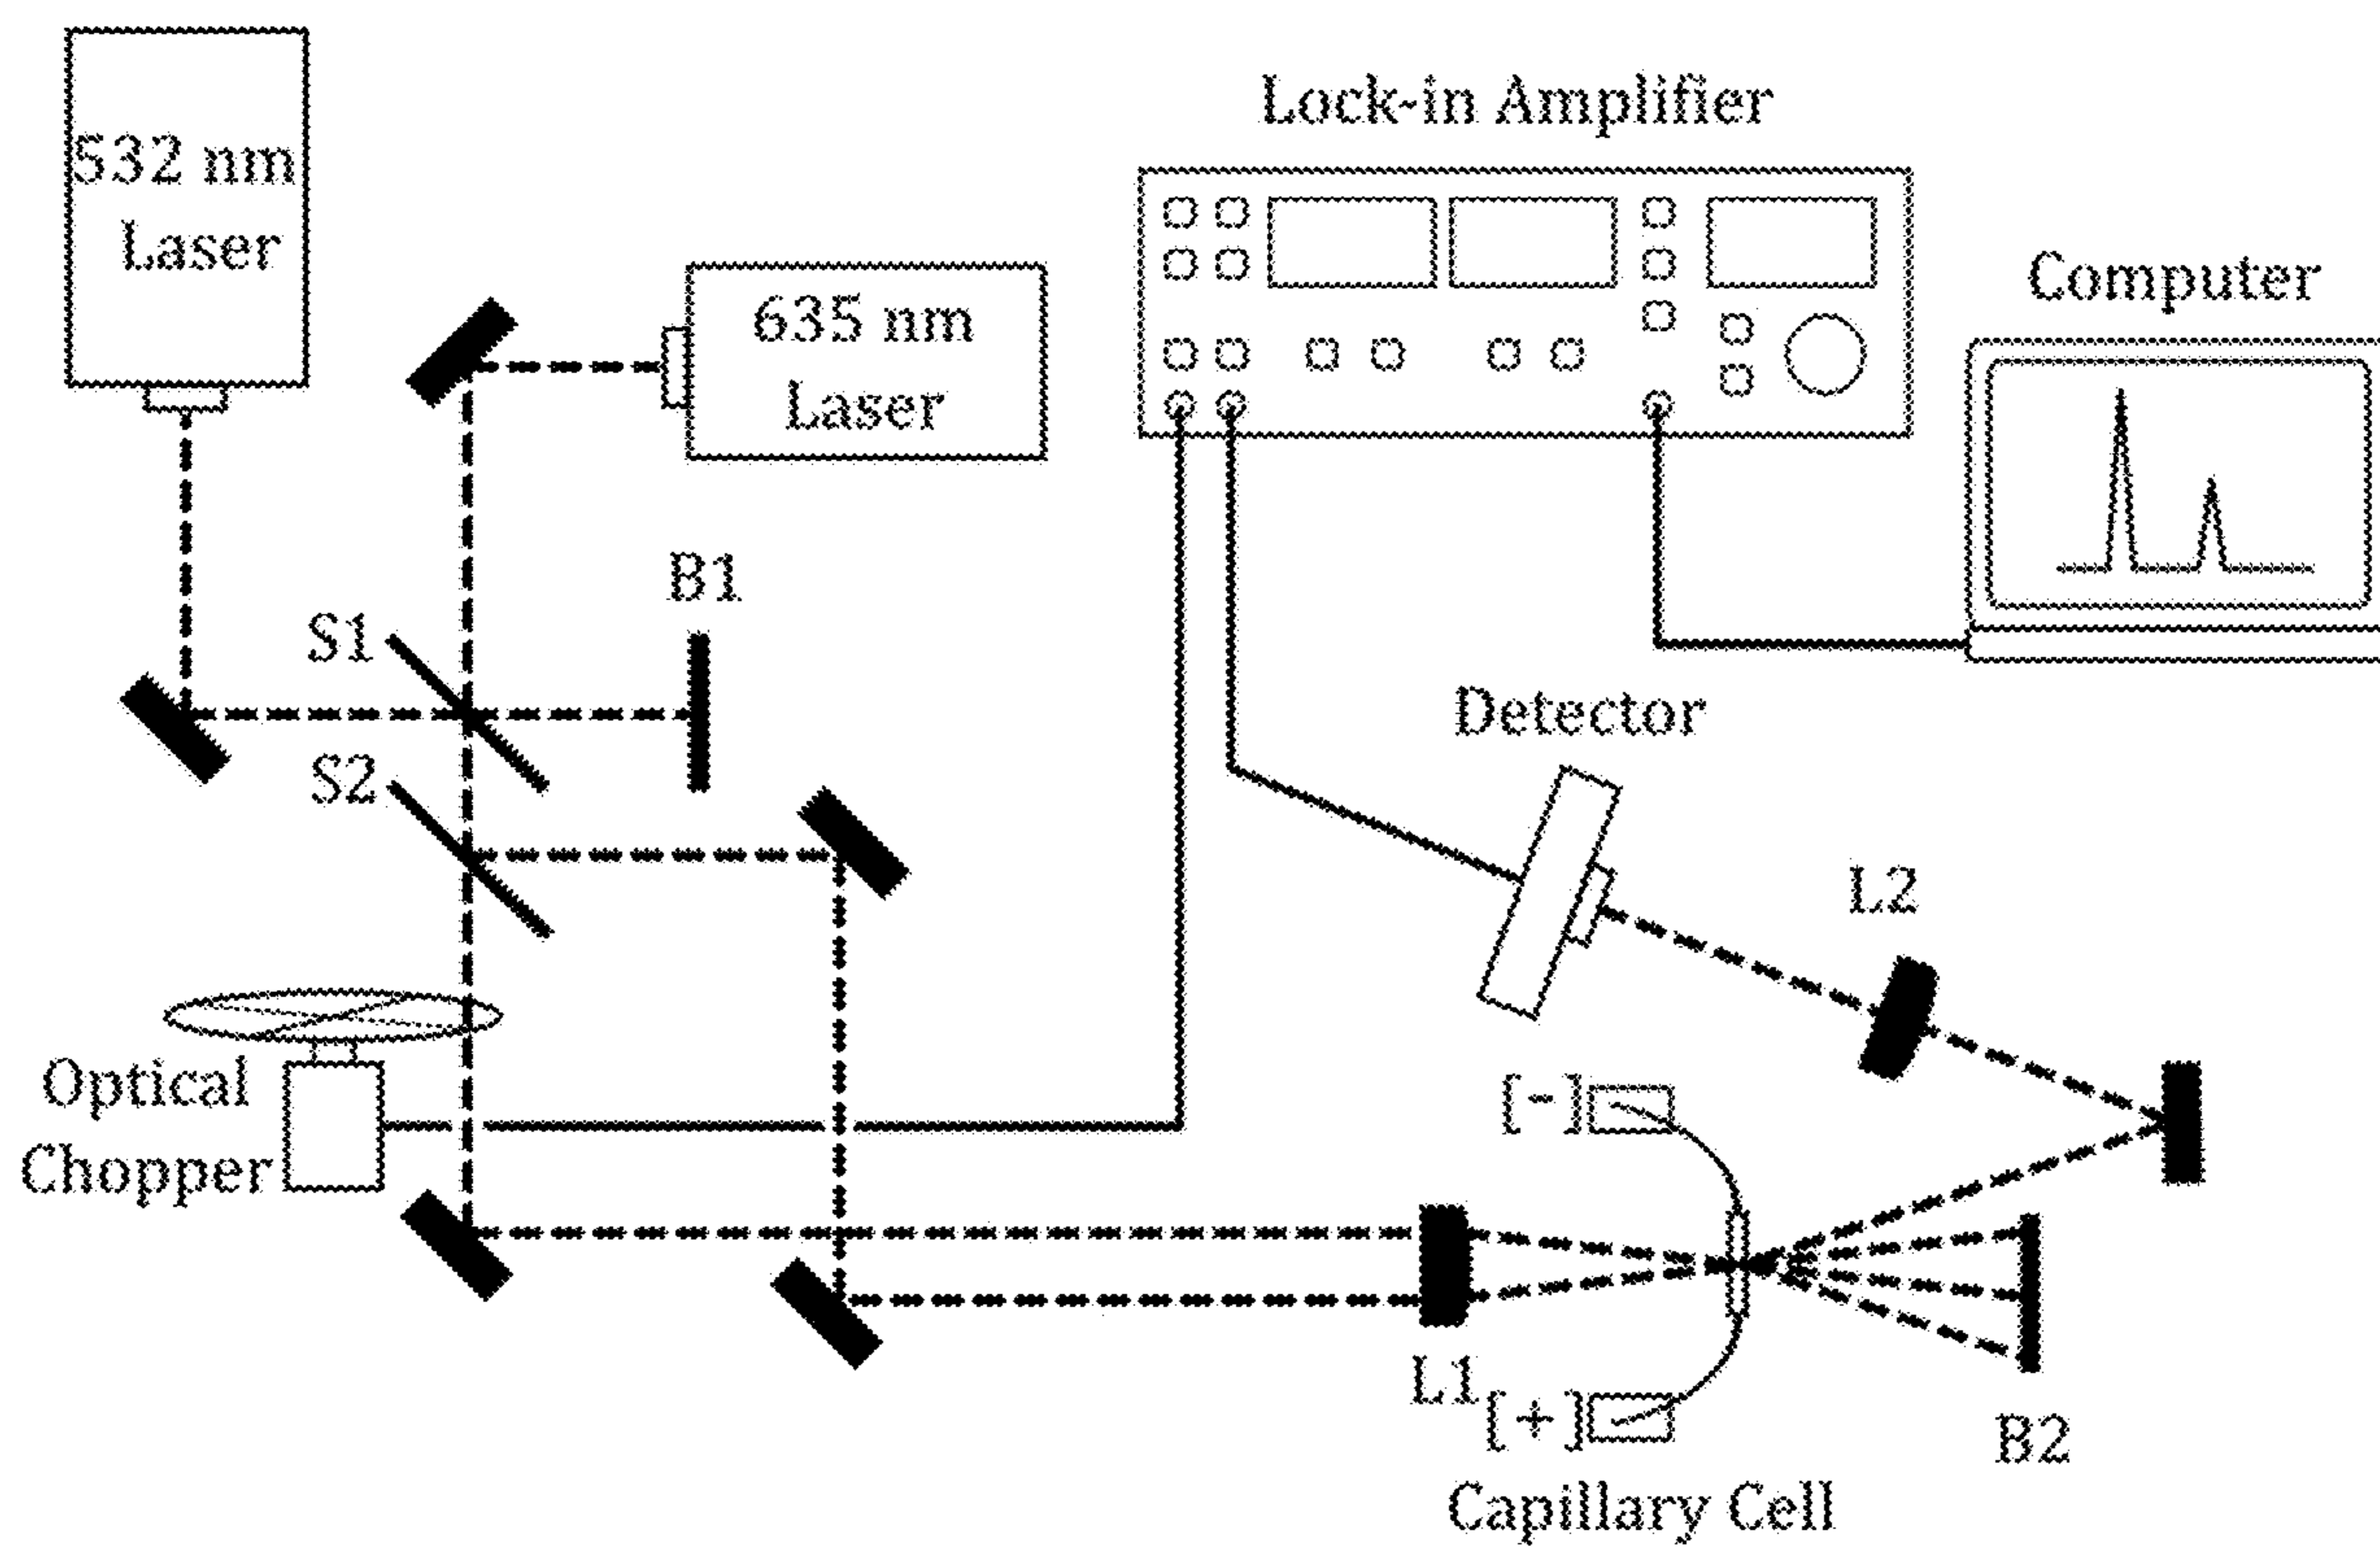 532 nm
Laser
Lock-in Amplifier
635 nm
Laser
Computer
B1
S1
S2
Detector
L2
Optical
Chopper
[-]
L1
[+]
B2
Capillary Cell